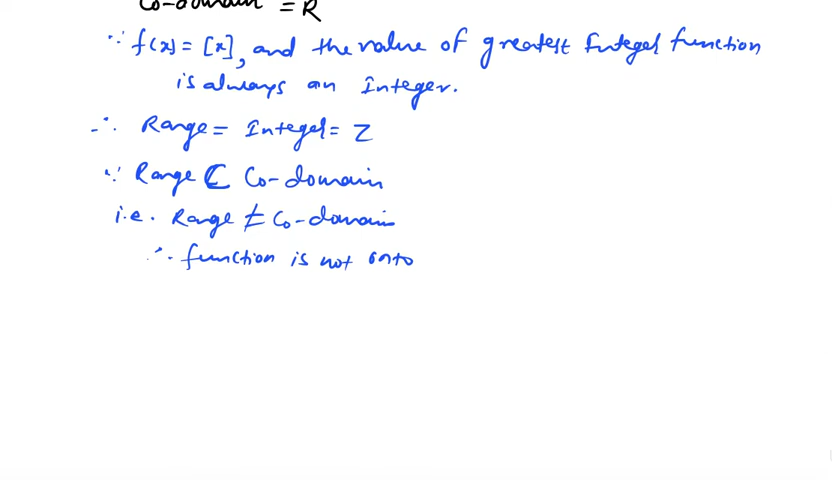 Co-domain = R
∵ f(x) = [x], and the value of greatest Integer function
is always an Integer.
∴ Range = Integer = Z
∵ Range ⊂ Co-domain
i.e. Range ≠ Co-domain
∴ function is not onto